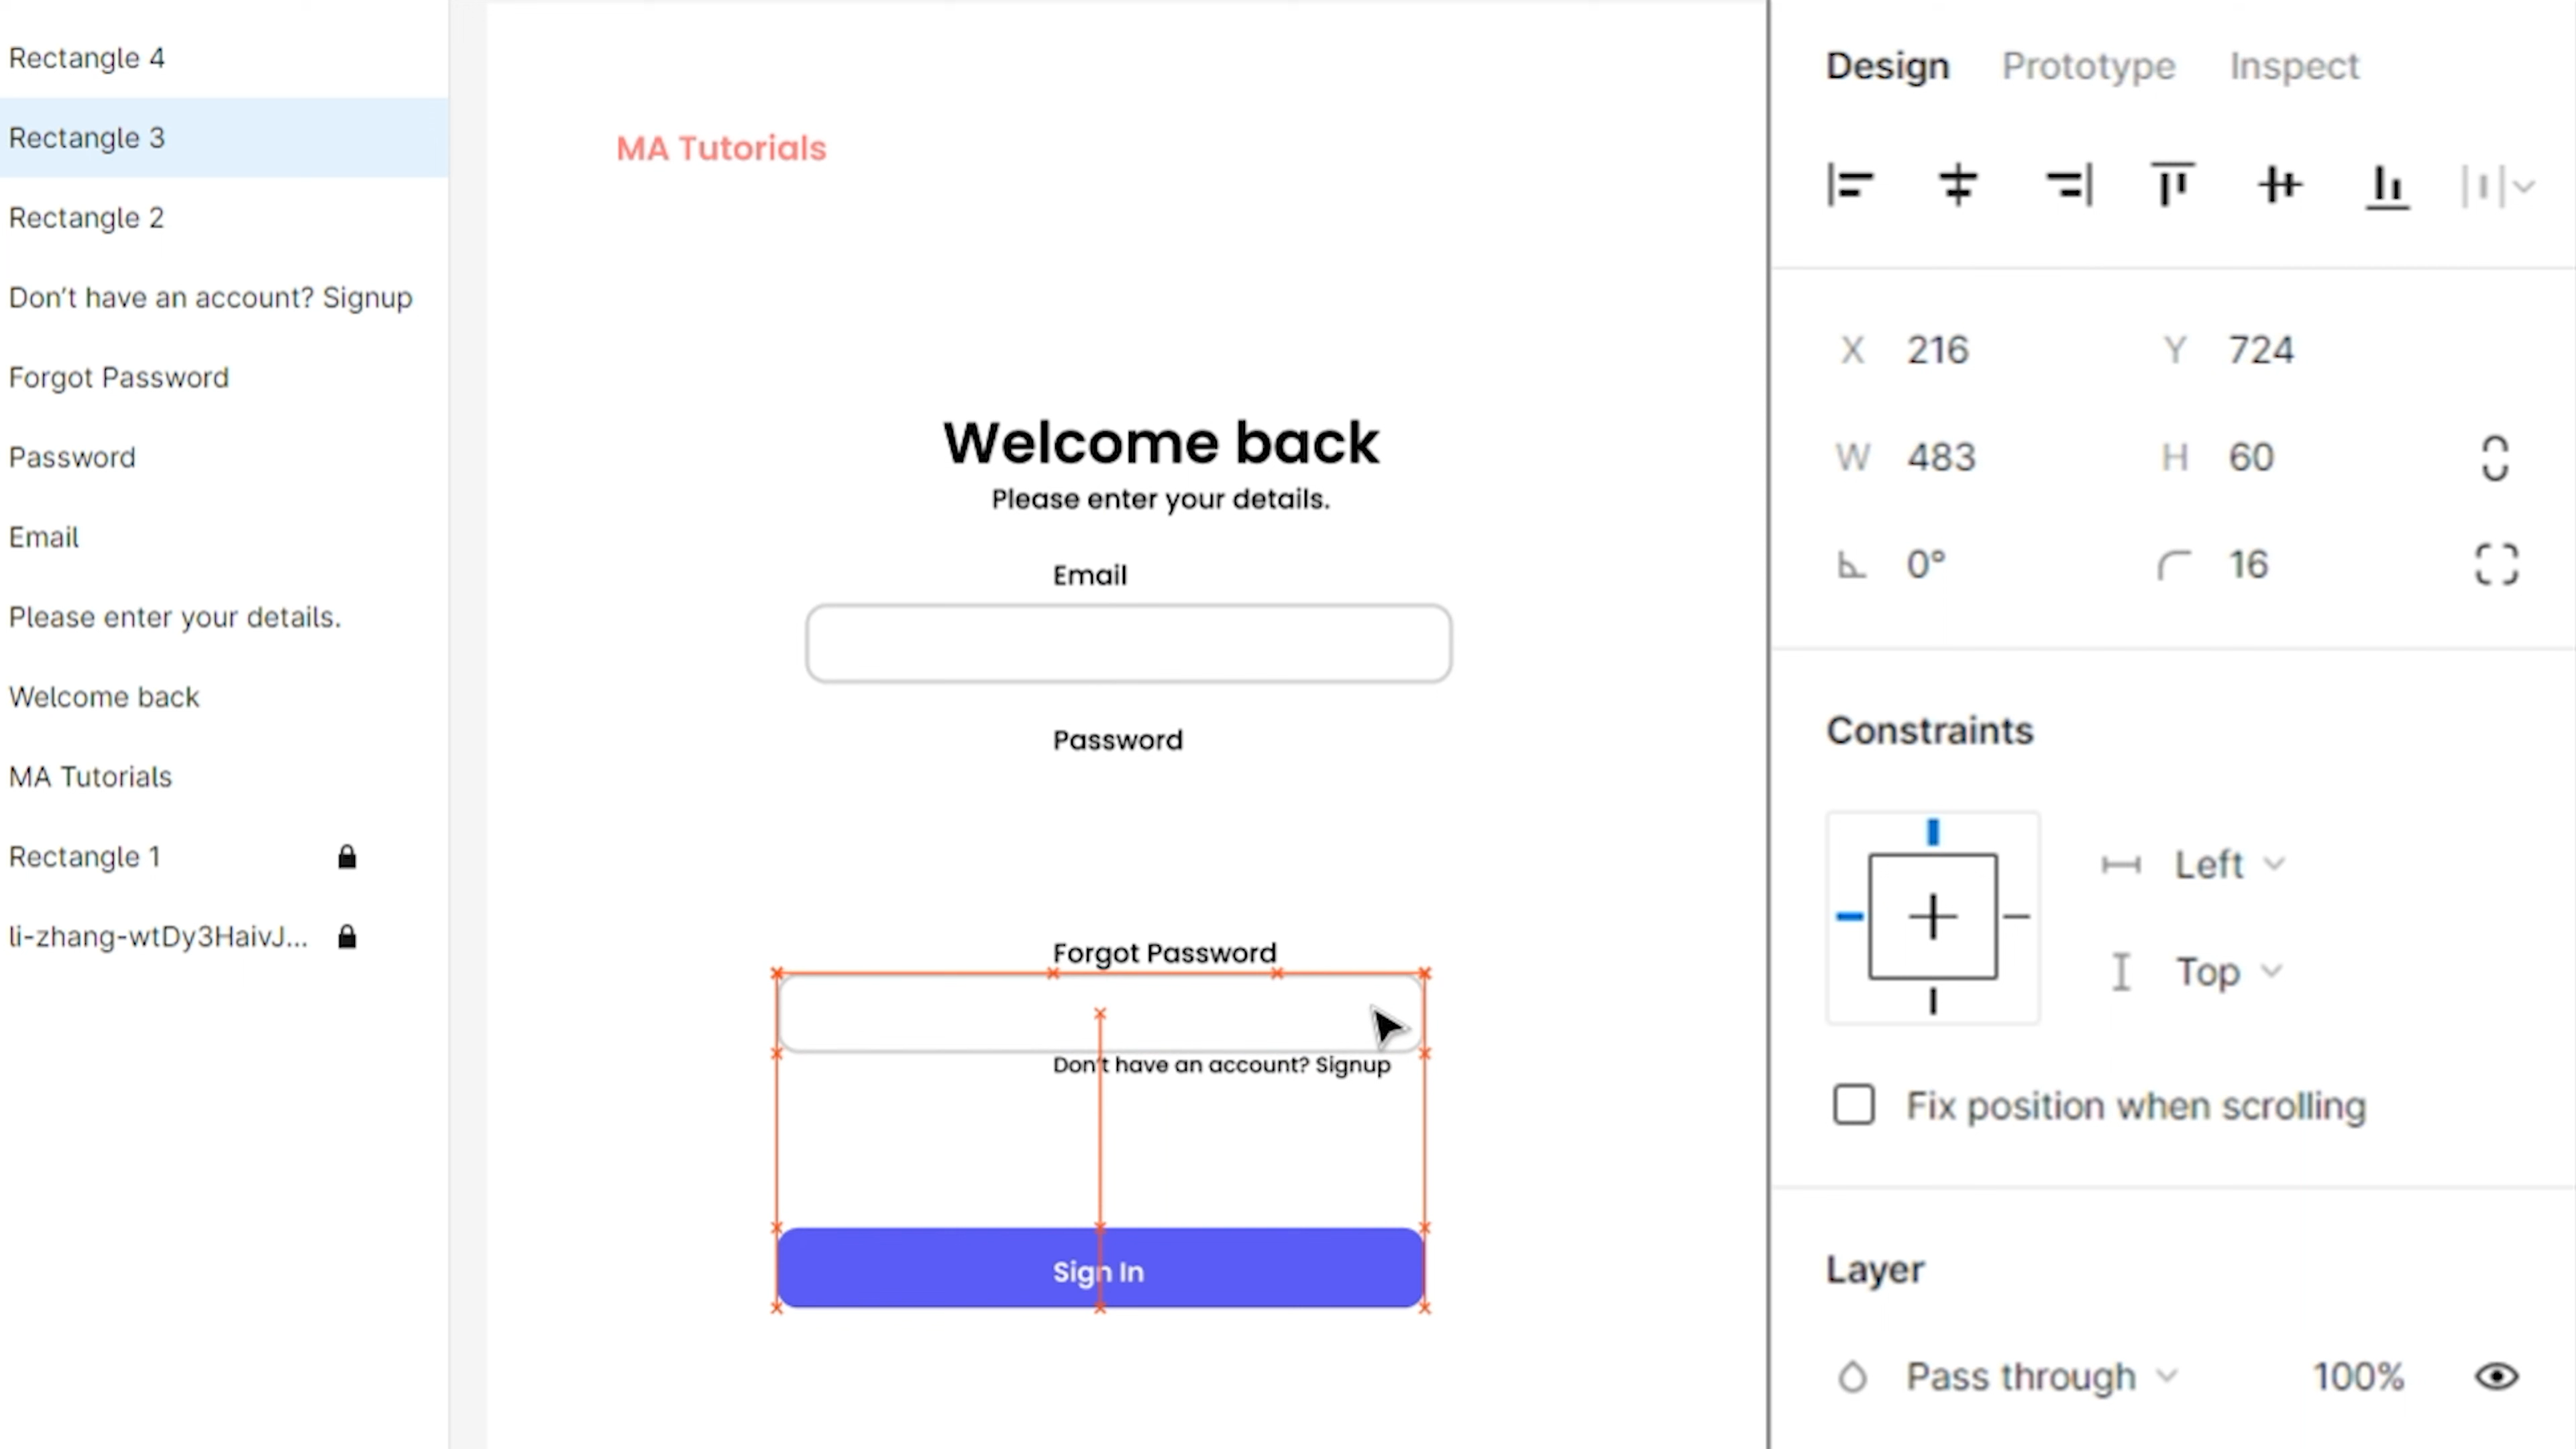 Rectangle 4
Rectangle 3
Rectangle 2
Don’t have an account? Signup
Forgot Password
Password
Email
Please enter your details.
Welcome back
MA Tutorials
Rectangle 1
li-zhang-wtDy3HaivJ...
MA Tutorials
Welcome back
Please enter your details.
Email
Password
Forgot Password
Don’t have an account? Signup
Sign In
Design Prototype Inspect
X 216 Y 724
W 483 H 60
0° 16
Constraints
Left
Top
Fix position when scrolling
Layer
Pass through 100%